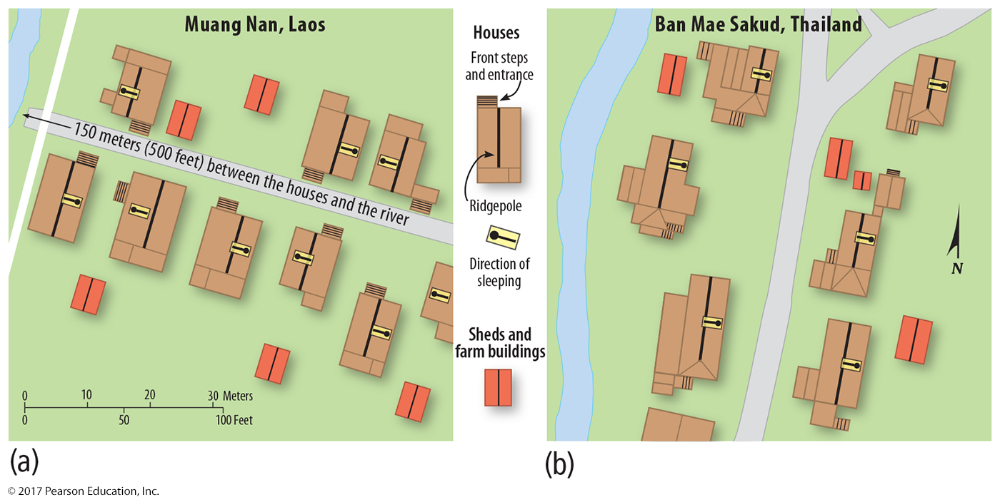 Muang Nan, Laos
150 meters (500 feet) between the houses and the river
0 10 20 30 Meters
0 50 100 Feet
(a)
Houses
Front steps
and entrance
Ridgepole
Direction of
sleeping
Sheds and
farm buildings
Ban Mae Sakud, Thailand
N
(b)
© 2017 Pearson Education, Inc.